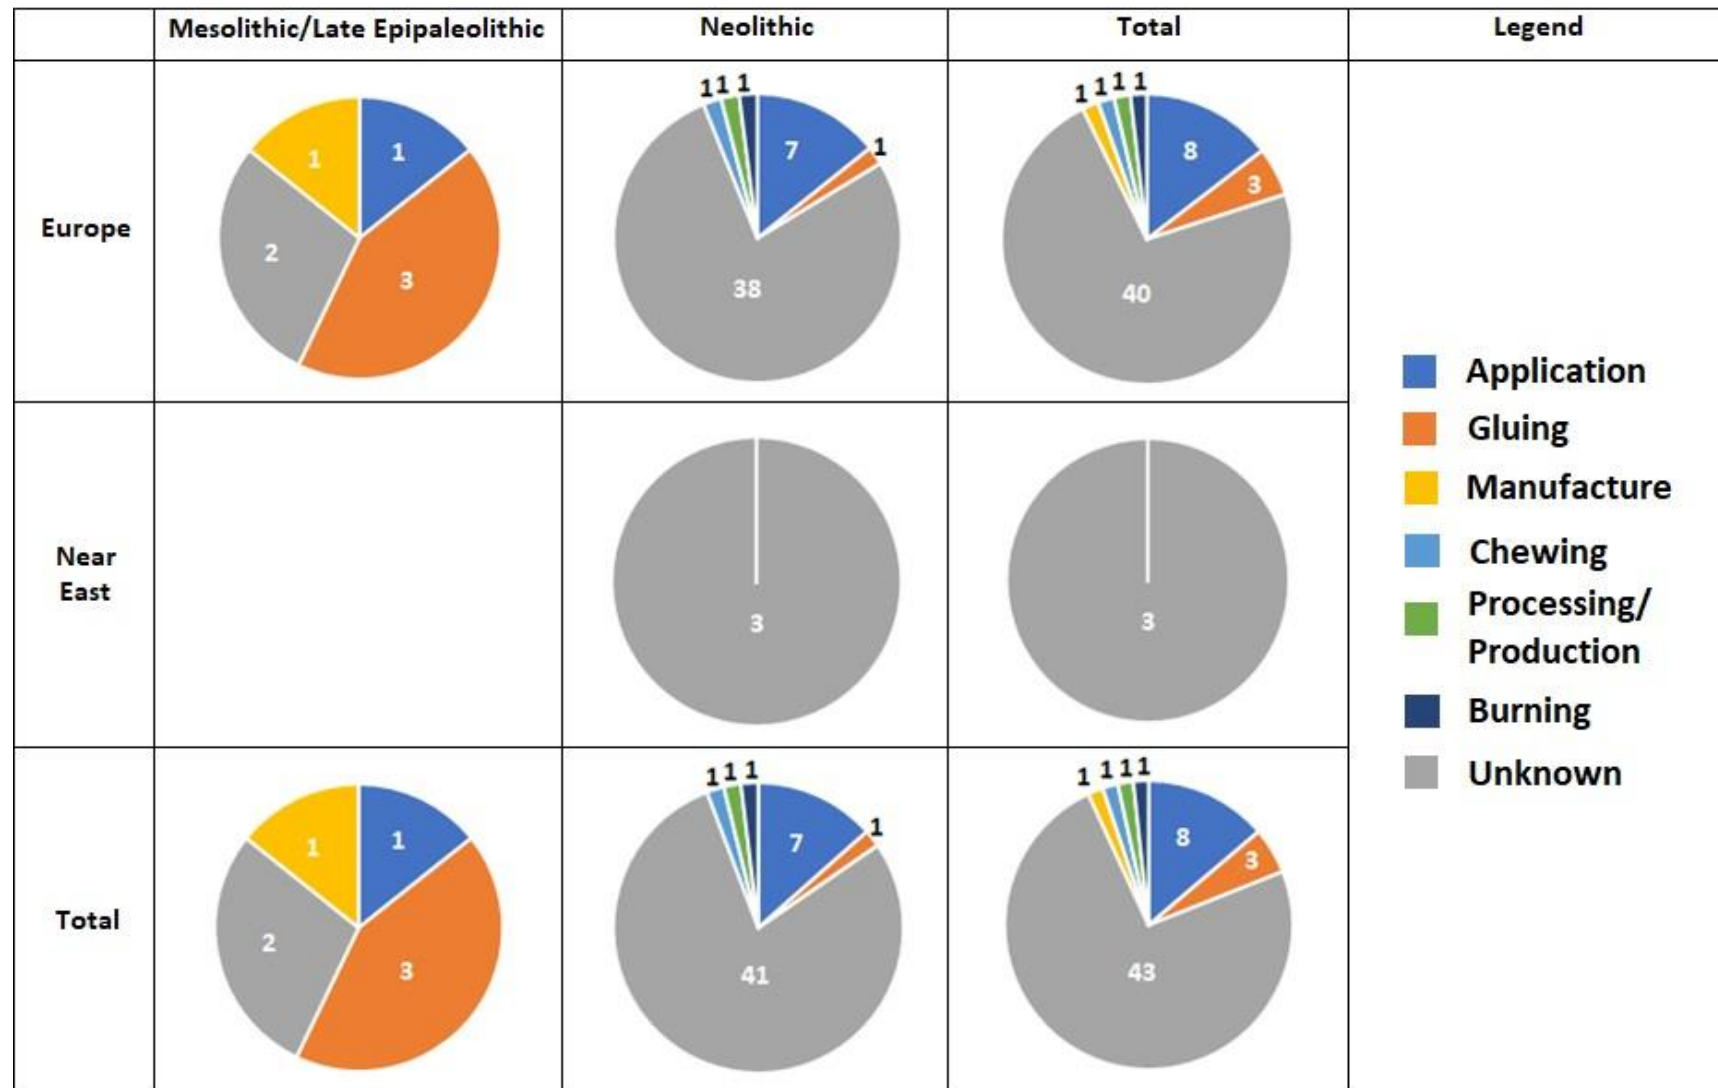 Mesolithic/Late Epipaleolithic Neolithic Total Legend
Europe
1
1
2
3
1 1 1
7
1
38
1 1 1 1
8
3
40
Near
East
3
3
Total
1
1
2
3
1 1 1
7
1
41
1 1 1 1
8
3
43
Application
Gluing
Manufacture
Chewing
Processing/
Production
Burning
Unknown